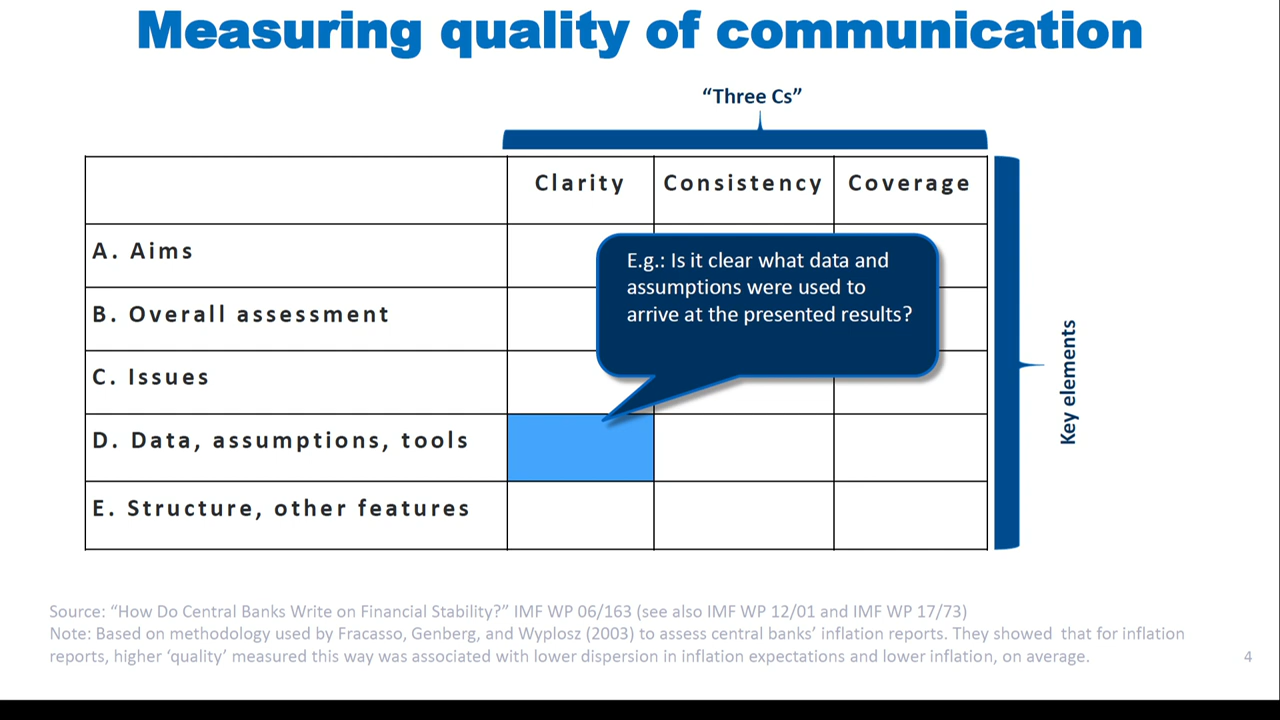 Measuring quality of communication
“Three Cs”
Clarity
Consistency
Coverage
A. Aims
E.g.: Is it clear what data and
assumptions were used to
arrive at the presented results?
B. Overall assessment
C. Issues
D. Data, assumptions, tools
E. Structure, other features
Key elements
Source: “How Do Central Banks Write on Financial Stability?” IMF WP 06/163 (see also IMF WP 12/01 and IMF WP 17/73)
Note: Based on methodology used by Fracasso, Genberg, and Wyplosz (2003) to assess central banks’ inflation reports. They showed that for inflation
reports, higher ‘quality’ measured this way was associated with lower dispersion in inflation expectations and lower inflation, on average.
4